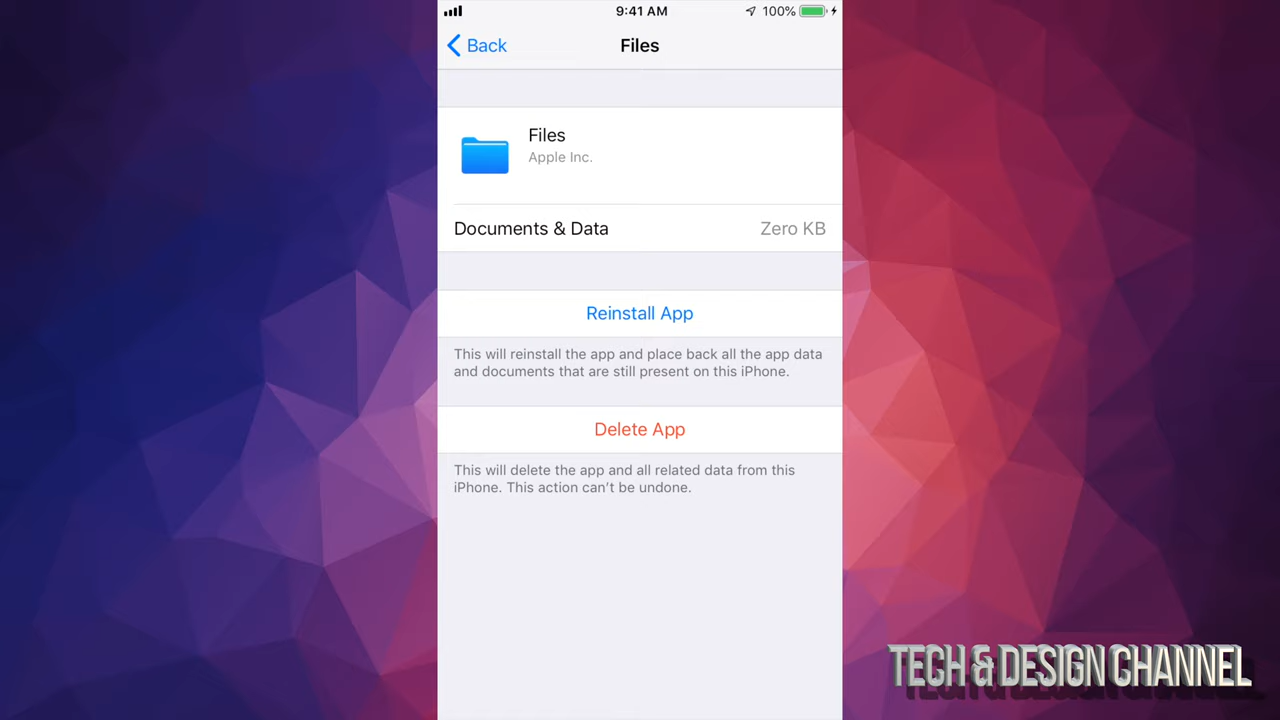 9:41 AM
100%
Back
Files
Files
Apple Inc.
Documents & Data
Zero KB
Reinstall App
This will reinstall the app and place back all the app data
and documents that are still present on this iPhone.
Delete App
This will delete the app and all related data from this
iPhone. This action can’t be undone.
TECH & DESIGN CHANNEL